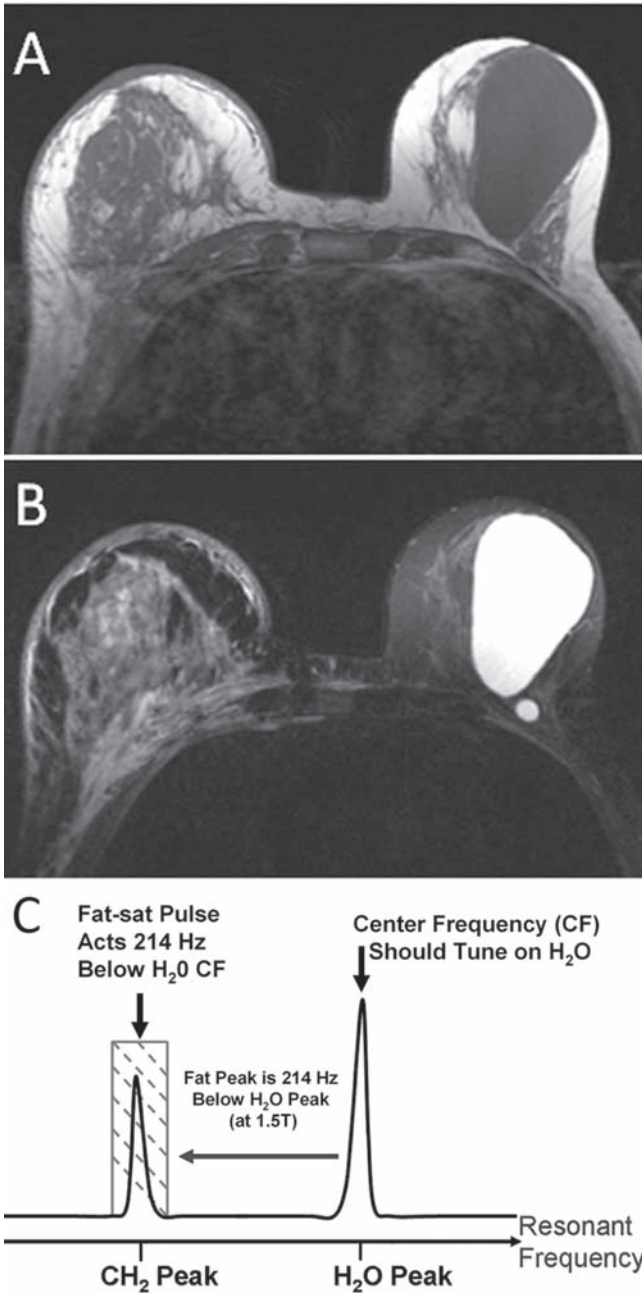 A
B
C
Fat-sat Pulse
Acts 214 Hz
Below H₂0 CF
Center Frequency (CF)
Should Tune on H₂O
Fat Peak is 214 Hz
Below H₂O Peak
(at 1.5T)
Resonant
Frequency
CH₂ Peak
H₂O Peak